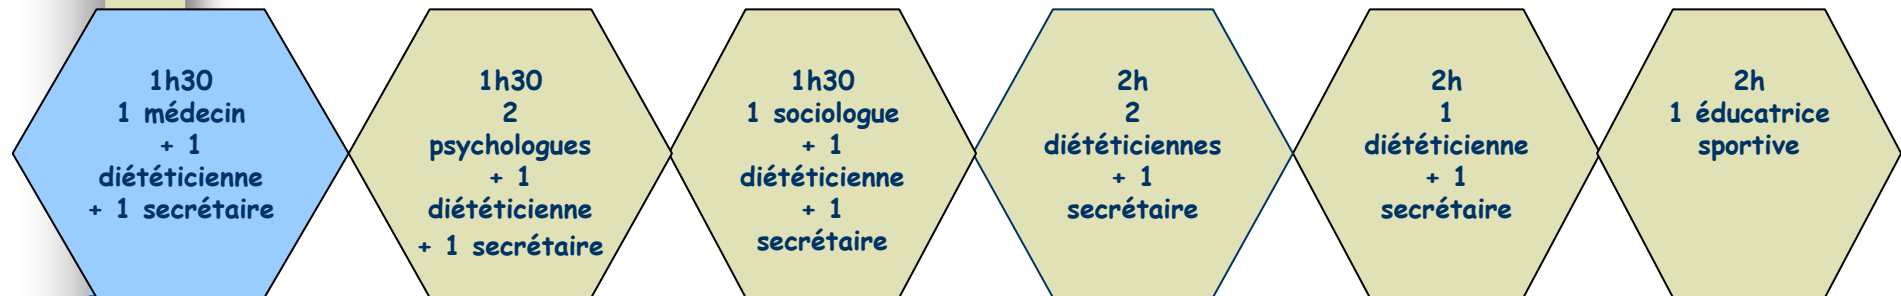 1h30
1 médecin
+ 1
diététicienne
+ 1 secrétaire
1h30
2
psychologues
+ 1
diététicienne
+ 1 secrétaire
1h30
1 sociologue
+ 1
diététicienne
+ 1
secrétaire
2h
2
diététiciennes
+ 1
secrétaire
2h
1
diététicienne
+ 1
secrétaire
2h
1 éducatrice
sportive